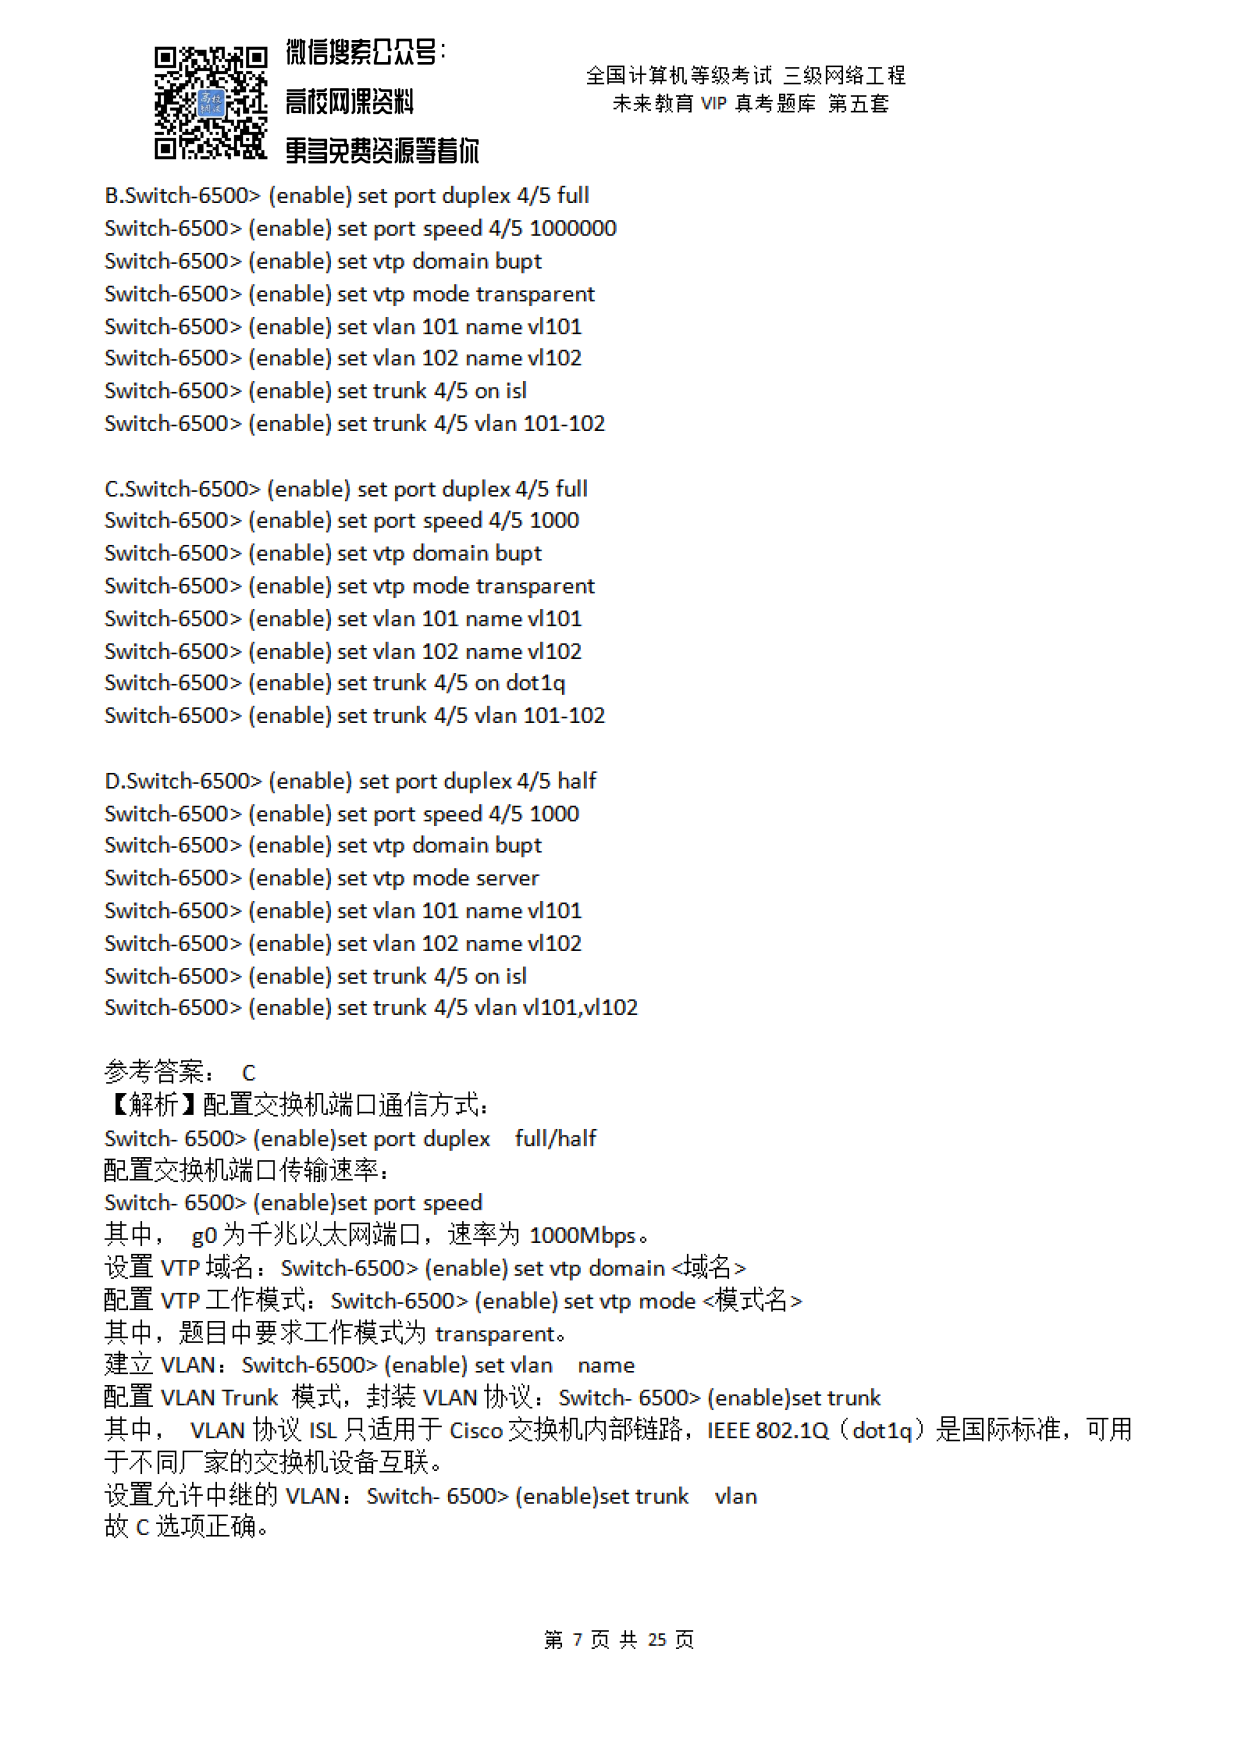 微信搜索公众号：
高校网课资料
更多免费资源等着你
全国计算机等级考试 三级网络工程
未来教育 VIP 真考题库 第五套
B.Switch-6500> (enable) set port duplex 4/5 full
Switch-6500> (enable) set port speed 4/5 1000000
Switch-6500> (enable) set vtp domain bupt
Switch-6500> (enable) set vtp mode transparent
Switch-6500> (enable) set vlan 101 name vl101
Switch-6500> (enable) set vlan 102 name vl102
Switch-6500> (enable) set trunk 4/5 on isl
Switch-6500> (enable) set trunk 4/5 vlan 101-102
C.Switch-6500> (enable) set port duplex 4/5 full
Switch-6500> (enable) set port speed 4/5 1000
Switch-6500> (enable) set vtp domain bupt
Switch-6500> (enable) set vtp mode transparent
Switch-6500> (enable) set vlan 101 name vl101
Switch-6500> (enable) set vlan 102 name vl102
Switch-6500> (enable) set trunk 4/5 on dot1q
Switch-6500> (enable) set trunk 4/5 vlan 101-102
D.Switch-6500> (enable) set port duplex 4/5 half
Switch-6500> (enable) set port speed 4/5 1000
Switch-6500> (enable) set vtp domain bupt
Switch-6500> (enable) set vtp mode server
Switch-6500> (enable) set vlan 101 name vl101
Switch-6500> (enable) set vlan 102 name vl102
Switch-6500> (enable) set trunk 4/5 on isl
Switch-6500> (enable) set trunk 4/5 vlan vl101,vl102
参考答案： C
【解析】配置交换机端口通信方式：
Switch- 6500> (enable)set port duplex full/half
配置交换机端口传输速率：
Switch- 6500> (enable)set port speed
其中， g0 为千兆以太网端口，速率为 1000Mbps。
设置 VTP 域名：Switch-6500> (enable) set vtp domain <域名>
配置 VTP 工作模式：Switch-6500> (enable) set vtp mode <模式名>
其中，题目中要求工作模式为 transparent。
建立 VLAN：Switch-6500> (enable) set vlan name
配置 VLAN Trunk 模式，封装 VLAN 协议：Switch- 6500> (enable)set trunk
其中， VLAN 协议 ISL 只适用于 Cisco 交换机内部链路，IEEE 802.1Q（dot1q）是国际标准，可用
于不同厂家的交换机设备互联。
设置允许中继的 VLAN：Switch- 6500> (enable)set trunk vlan
故 C 选项正确。
第 7 页 共 25 页